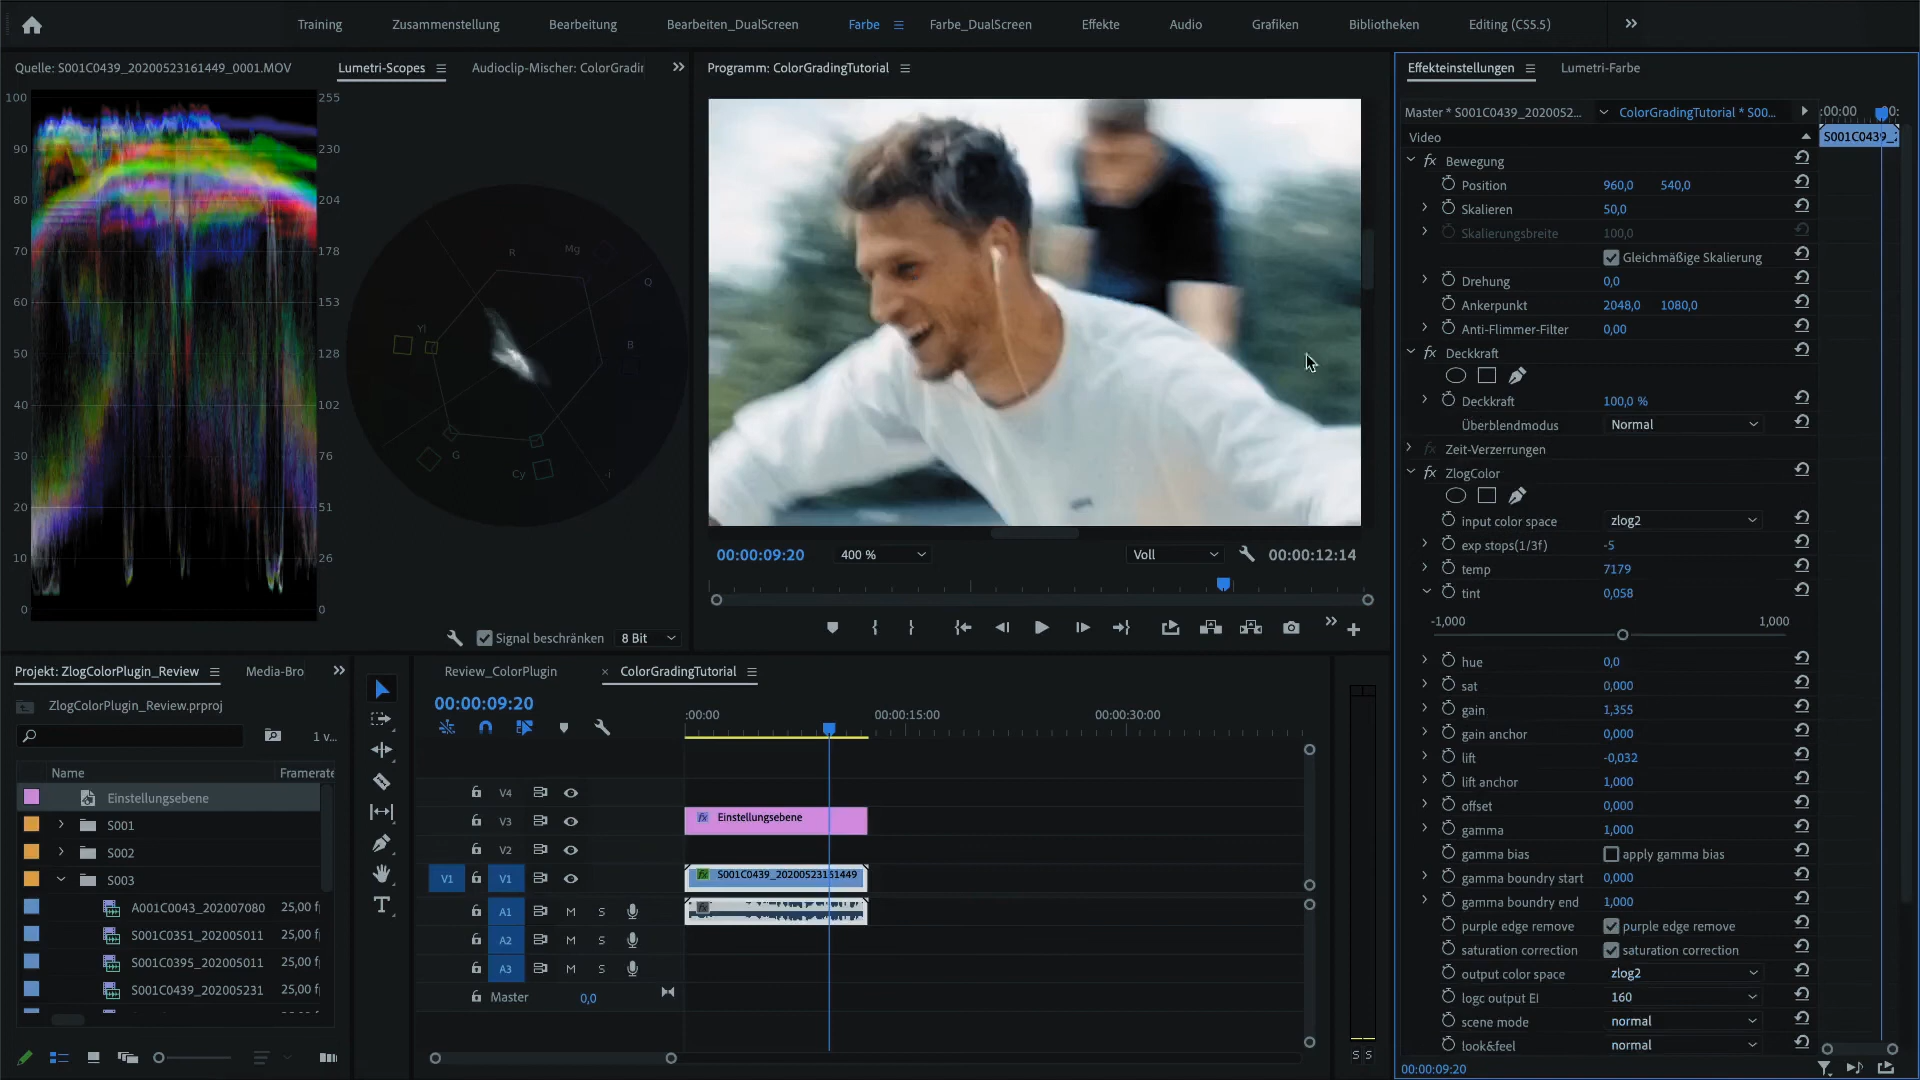 Training Zusammenstellung Bearbeitung Bearbeiten_DualScreen Farbe Farbe_DualScreen Effekte Audio Grafiken Bibliotheken Editing (CS5.5)
Quelle: S001C0439_20200523161449_0001.MOV Lumetri-Scopes Audioclip-Mischer: ColorGradin
100 255
90 230
80 204
70 178
60 153
50 128
40 102
30 76
20 51
10 26
0 0
R Mg Q B -i Cy G Yl
Signal beschränken 8 Bit
Programm: ColorGradingTutorial
00:00:09:20 400 % Voll 00:00:12:14
Effekteinstellungen Lumetri-Farbe
Master * S001C0439_2020052... ColorGradingTutorial * S00... :00:00
Video S001C0439_
fx Bewegung
Position 960,0 540,0
Skalieren 50,0
Skalierungsbreite 100,0
Gleichmäßige Skalierung
Drehung 0,0
Ankerpunkt 2048,0 1080,0
Anti-Flimmer-Filter 0,00
fx Deckkraft
Deckkraft 100,0 %
Überblendmodus Normal
fx Zeit-Verzerrungen
fx ZlogColor
input color space zlog2
exp stops(1/3f) -5
temp 7179
tint 0,058
-1,000 1,000
hue 0,0
sat 0,000
gain 1,355
gain anchor 0,000
lift -0,032
lift anchor 1,000
offset 0,000
gamma 1,000
gamma bias apply gamma bias
gamma boundry start 0,000
gamma boundry end 1,000
purple edge remove purple edge remove
saturation correction saturation correction
output color space zlog2
logc output EI 160
scene mode normal
look&feel normal
00:00:09:20
Projekt: ZlogColorPlugin_Review Media-Bro
ZlogColorPlugin_Review.prproj
1 v...
Name Framerate
Einstellungsebene
S001
S002
S003
A001C0043_202007080 25,00 f
S001C0351_202005011 25,00 f
S001C0395_202005011 25,00 f
S001C0439_202005231 25,00 f
Review_ColorPlugin × ColorGradingTutorial
00:00:09:20
:00:00 00:00:15:00 00:00:30:00
V4
V3 fx Einstellungsebene
V2
V1 V1 fx S001C0439_20200523161449
A1 M S fx
A2 M S
A3 M S
Master 0,0
S S